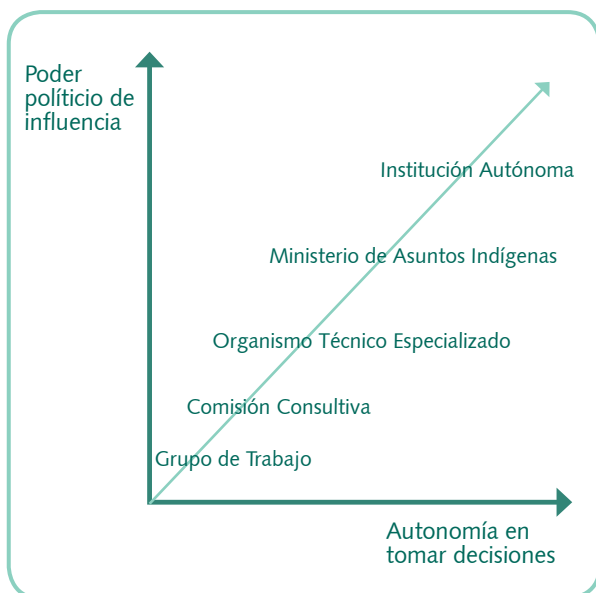 Poder
políticio de
influencia
Institución Autónoma
Ministerio de Asuntos Indígenas
Organismo Técnico Especializado
Comisión Consultiva
Grupo de Trabajo
Autonomía en
tomar decisiones